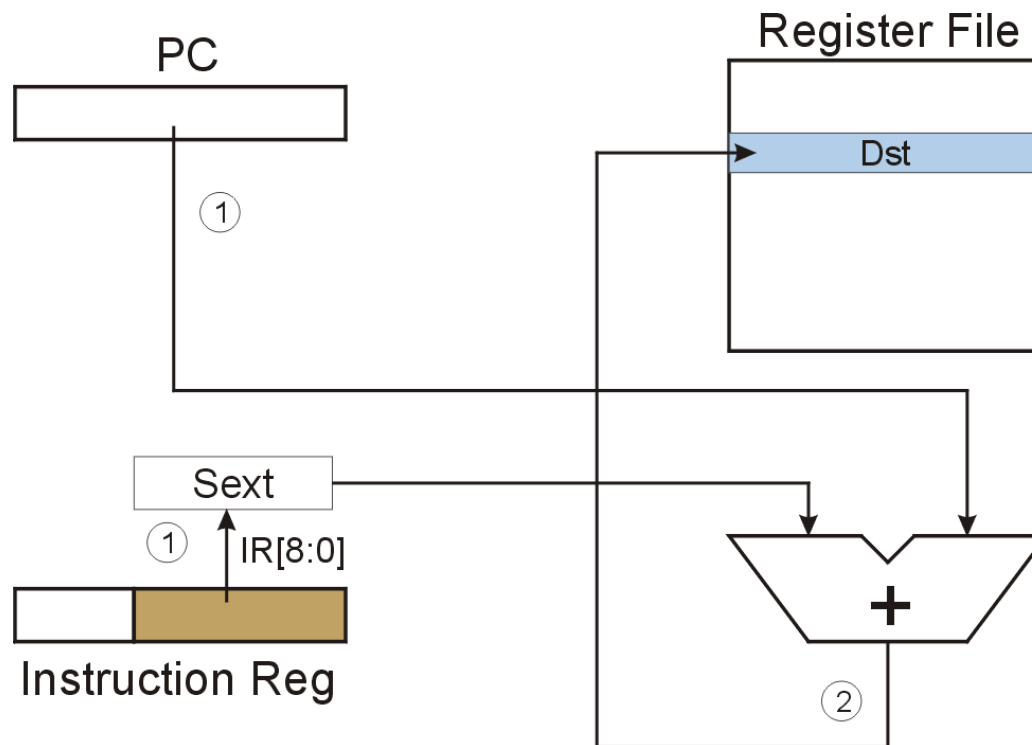 PC
Register File
Dst
1
Sext
1
IR[8:0]
+
Instruction Reg
2